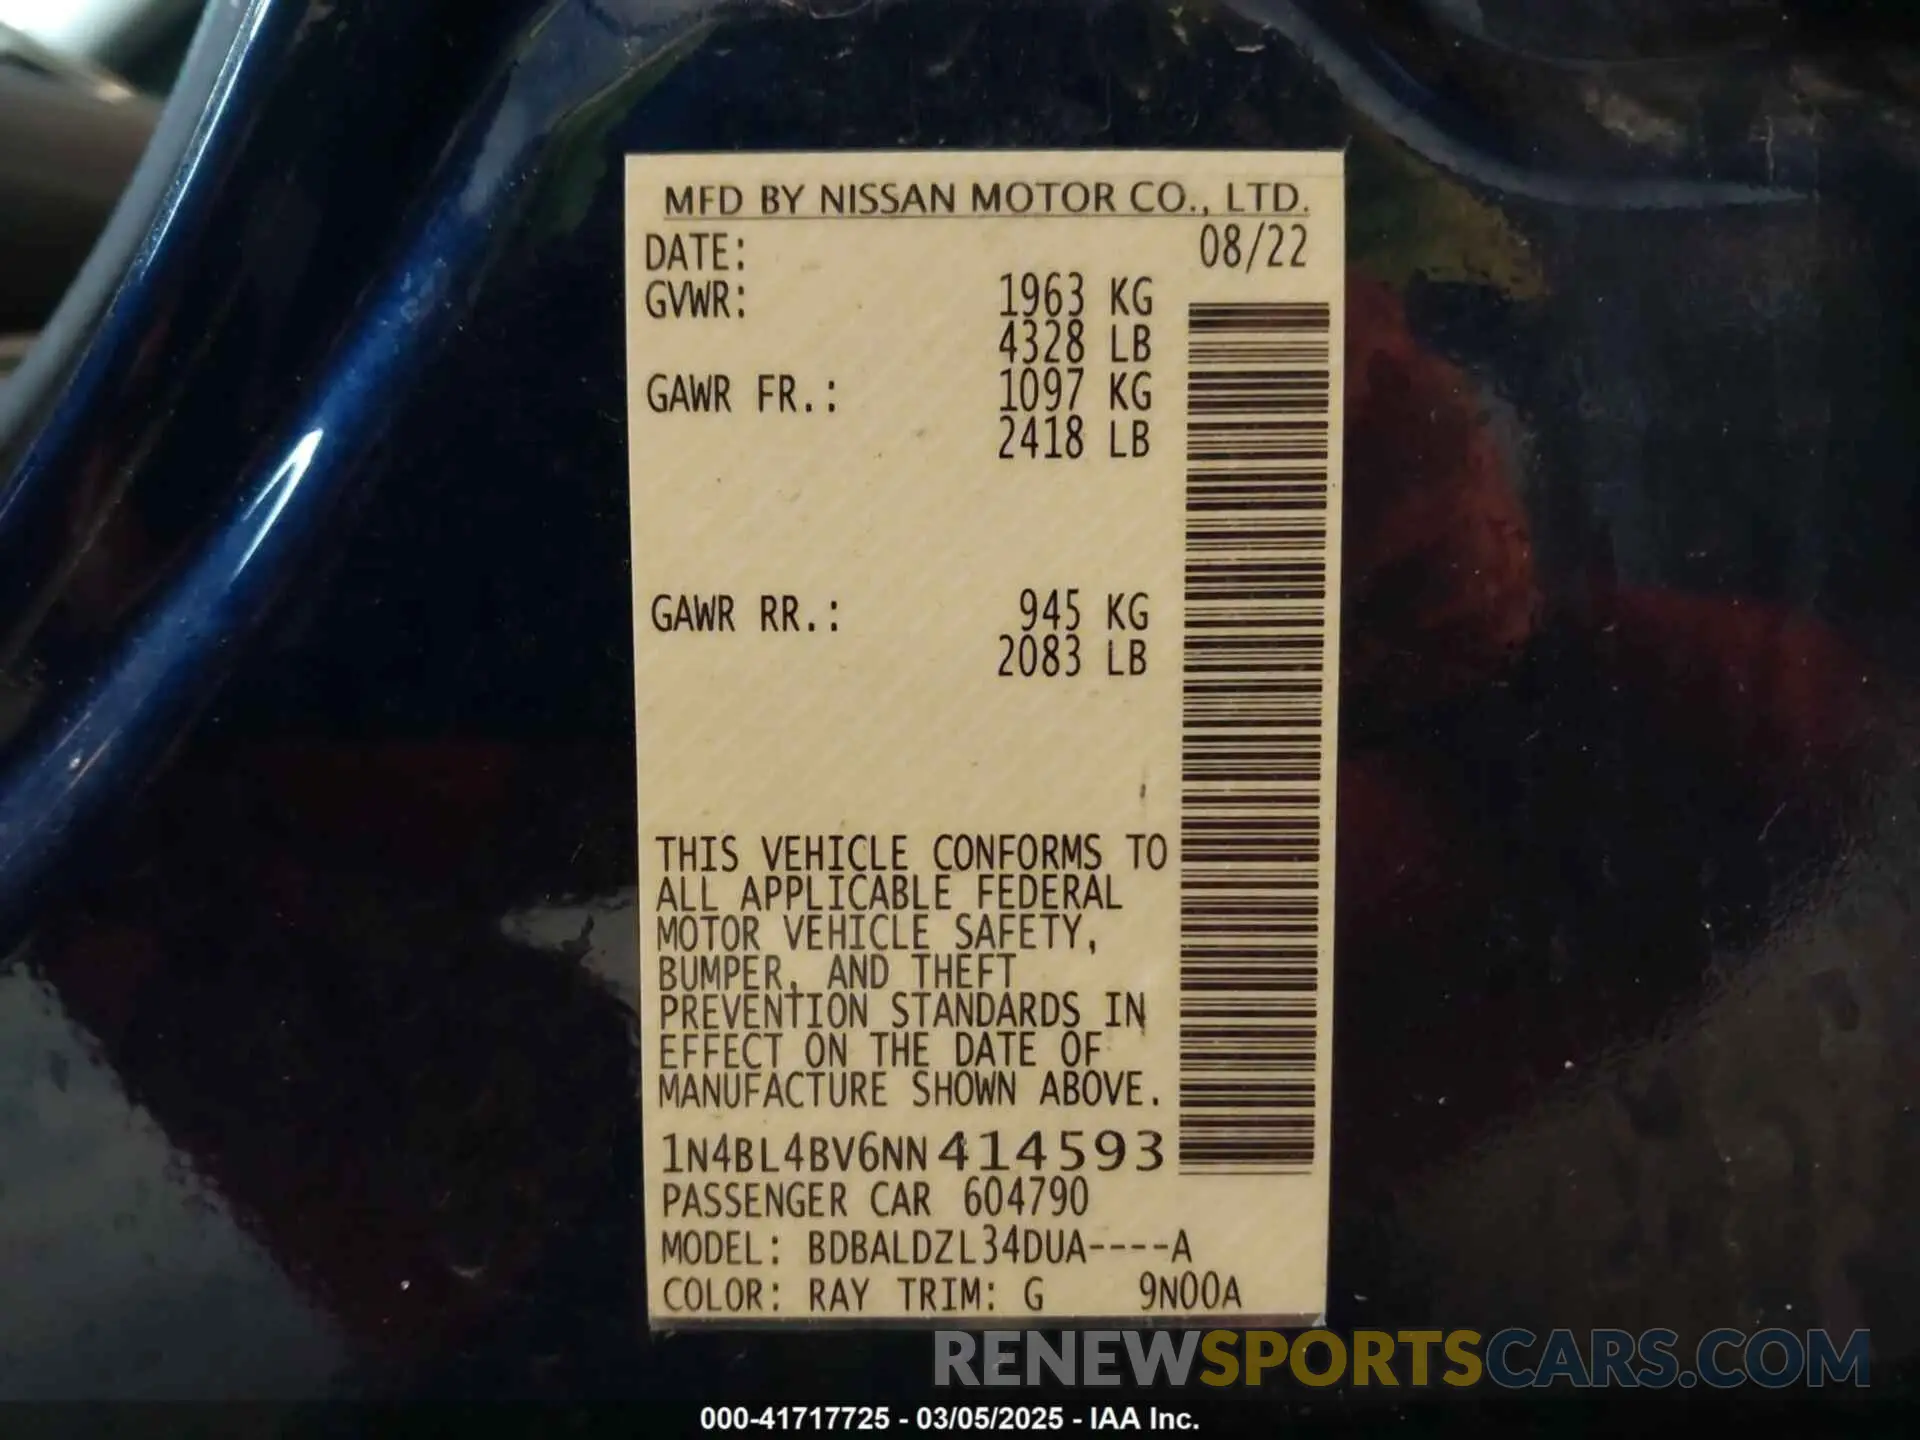 MFD BY NISSAN MOTOR CO., LTD.
DATE: 08/22
GVWR: 1963 KG
4328 LB
GAWR FR.: 1097 KG
2418 LB
GAWR RR.: 945 KG
2083 LB
THIS VEHICLE CONFORMS TO
ALL APPLICABLE FEDERAL
MOTOR VEHICLE SAFETY,
BUMPER, AND THEFT
PREVENTION STANDARDS IN
EFFECT ON THE DATE OF
MANUFACTURE SHOWN ABOVE.
1N4BL4BV6NN414593
PASSENGER CAR 604790
MODEL: BDBALDZL34DUA----A
COLOR: RAY TRIM: G 9N00A
RENEWSPORTSCARS.COM
000-41717725 - 03/05/2025 - IAA Inc.